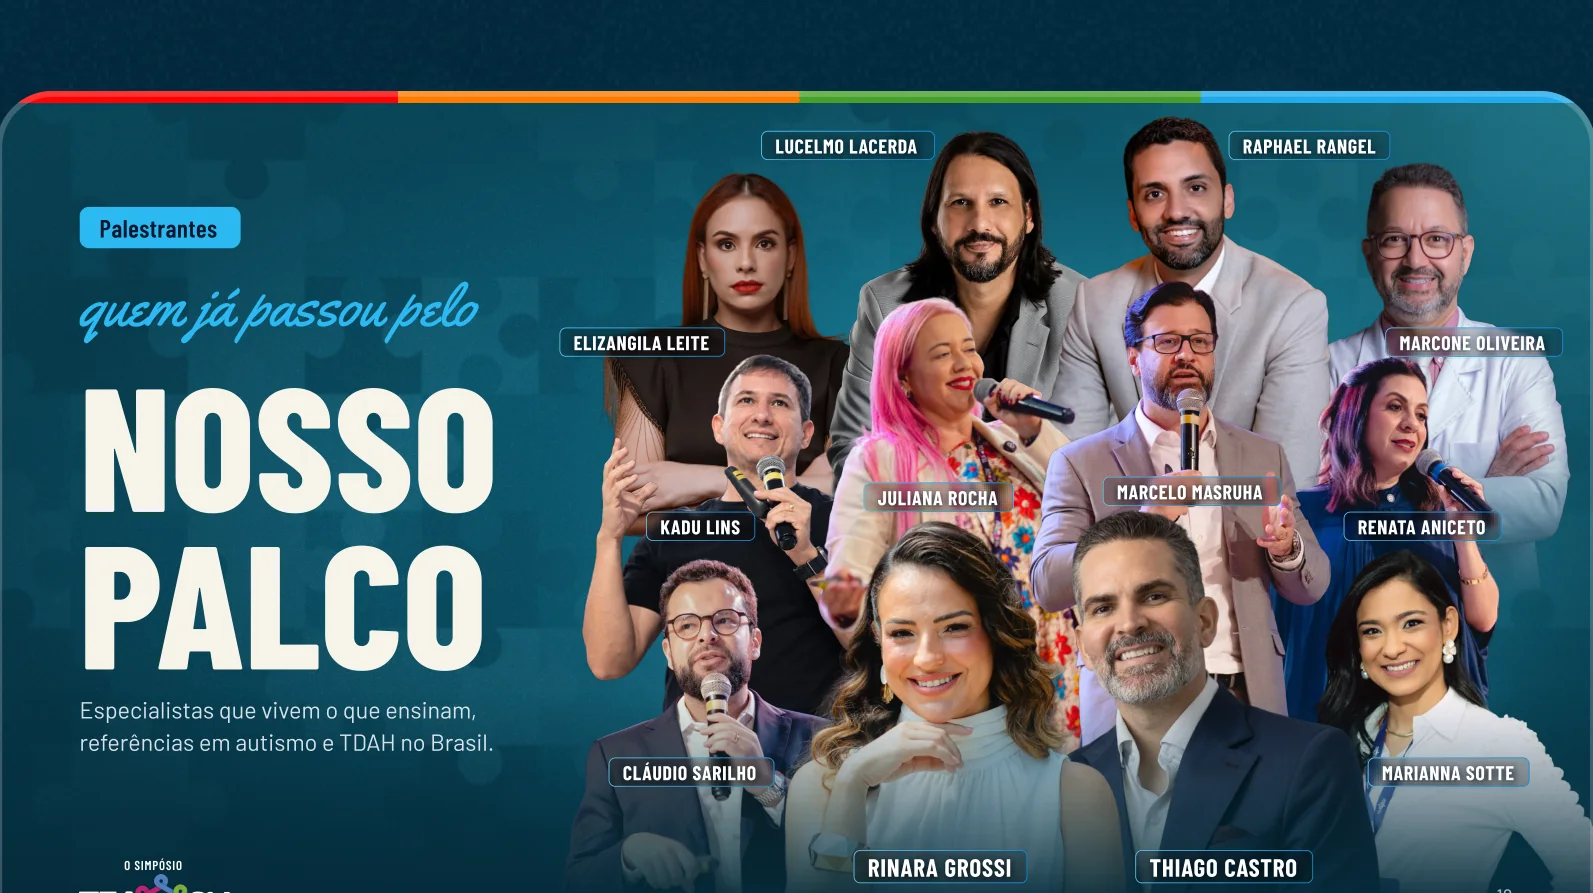 Palestrantes
quem já passou pelo
NOSSO
PALCO
Especialistas que vivem o que ensinam,
referências em autismo e TDAH no Brasil.
LUCELMO LACERDA
RAPHAEL RANGEL
ELIZANGILA LEITE
MARCONE OLIVEIRA
JULIANA ROCHA
MARCELO MASRUHA
KADU LINS
RENATA ANICETO
CLÁUDIO SARILHO
MARIANNA SOTTE
RINARA GROSSI
THIAGO CASTRO
O SIMPÓSIO